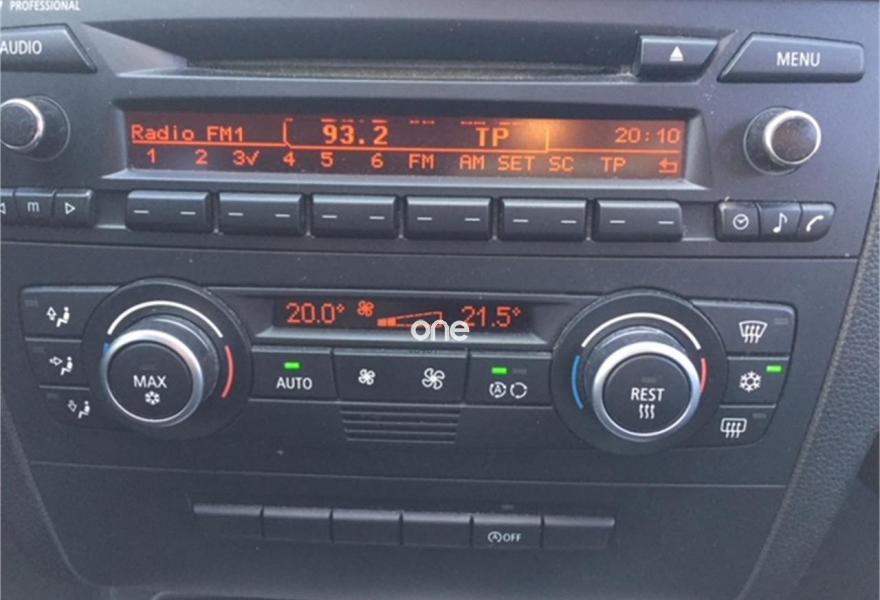 PROFESSIONAL
AUDIO
MENU
Radio FM1 93.2 TP 20:10
1 2 3✓ 4 5 6 FM AM SET SC TP
m
20.0° 21.5°
one
MAX
AUTO
A
REST
A OFF